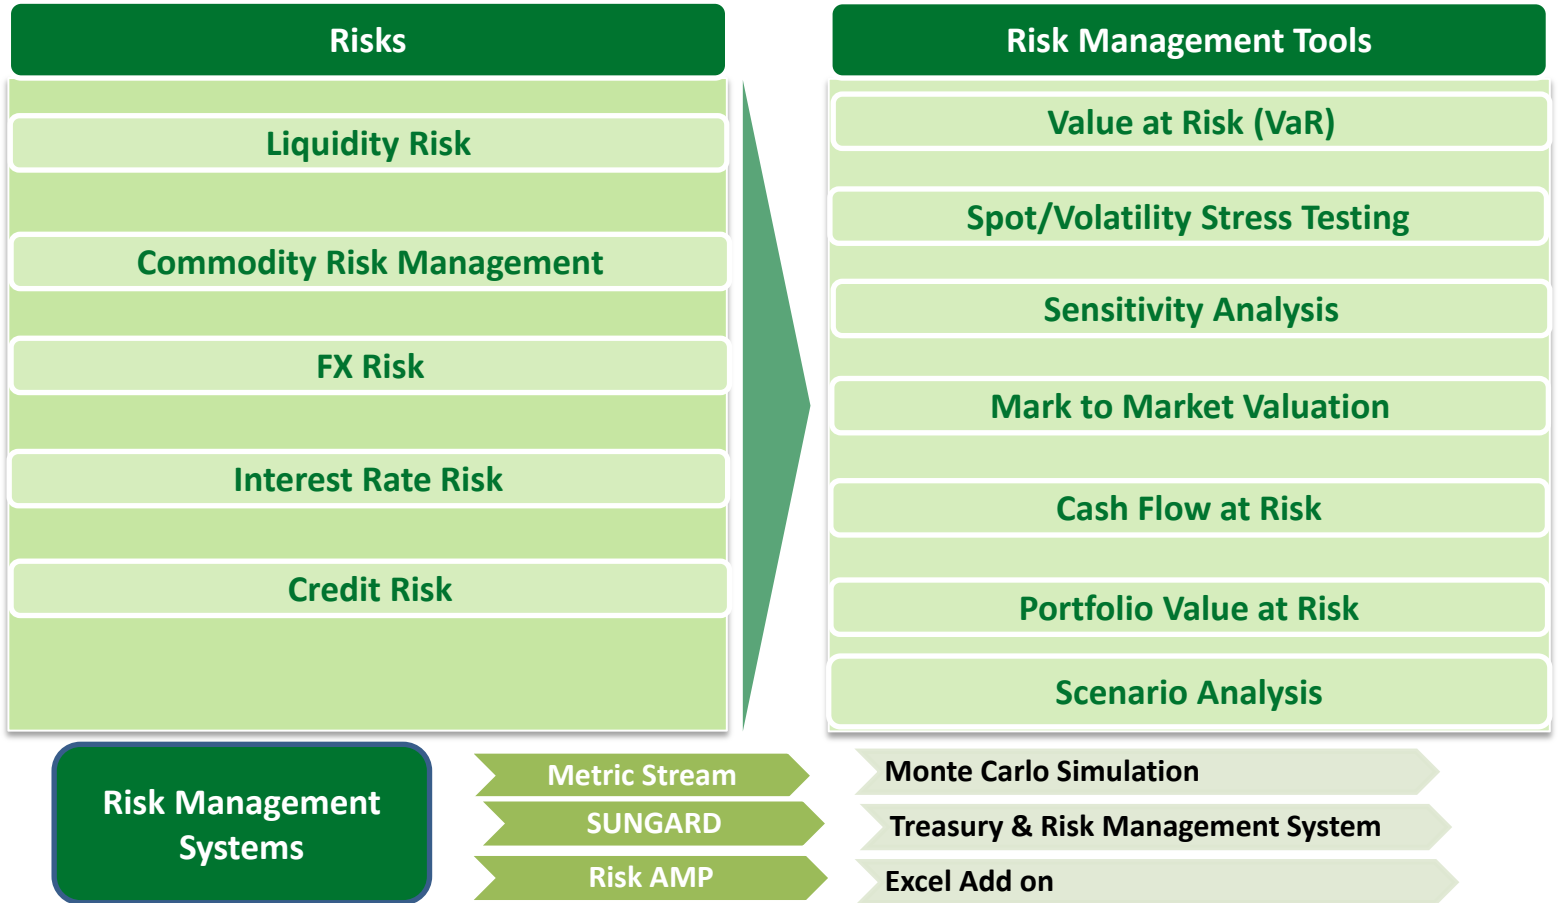 Risks
Liquidity Risk
Commodity Risk Management
FX Risk
Interest Rate Risk
Credit Risk
Risk Management Tools
Value at Risk (VaR)
Spot/Volatility Stress Testing
Sensitivity Analysis
Mark to Market Valuation
Cash Flow at Risk
Portfolio Value at Risk
Scenario Analysis
Risk Management
Systems
Metric Stream
Monte Carlo Simulation
SUNGARD
Treasury & Risk Management System
Risk AMP
Excel Add on